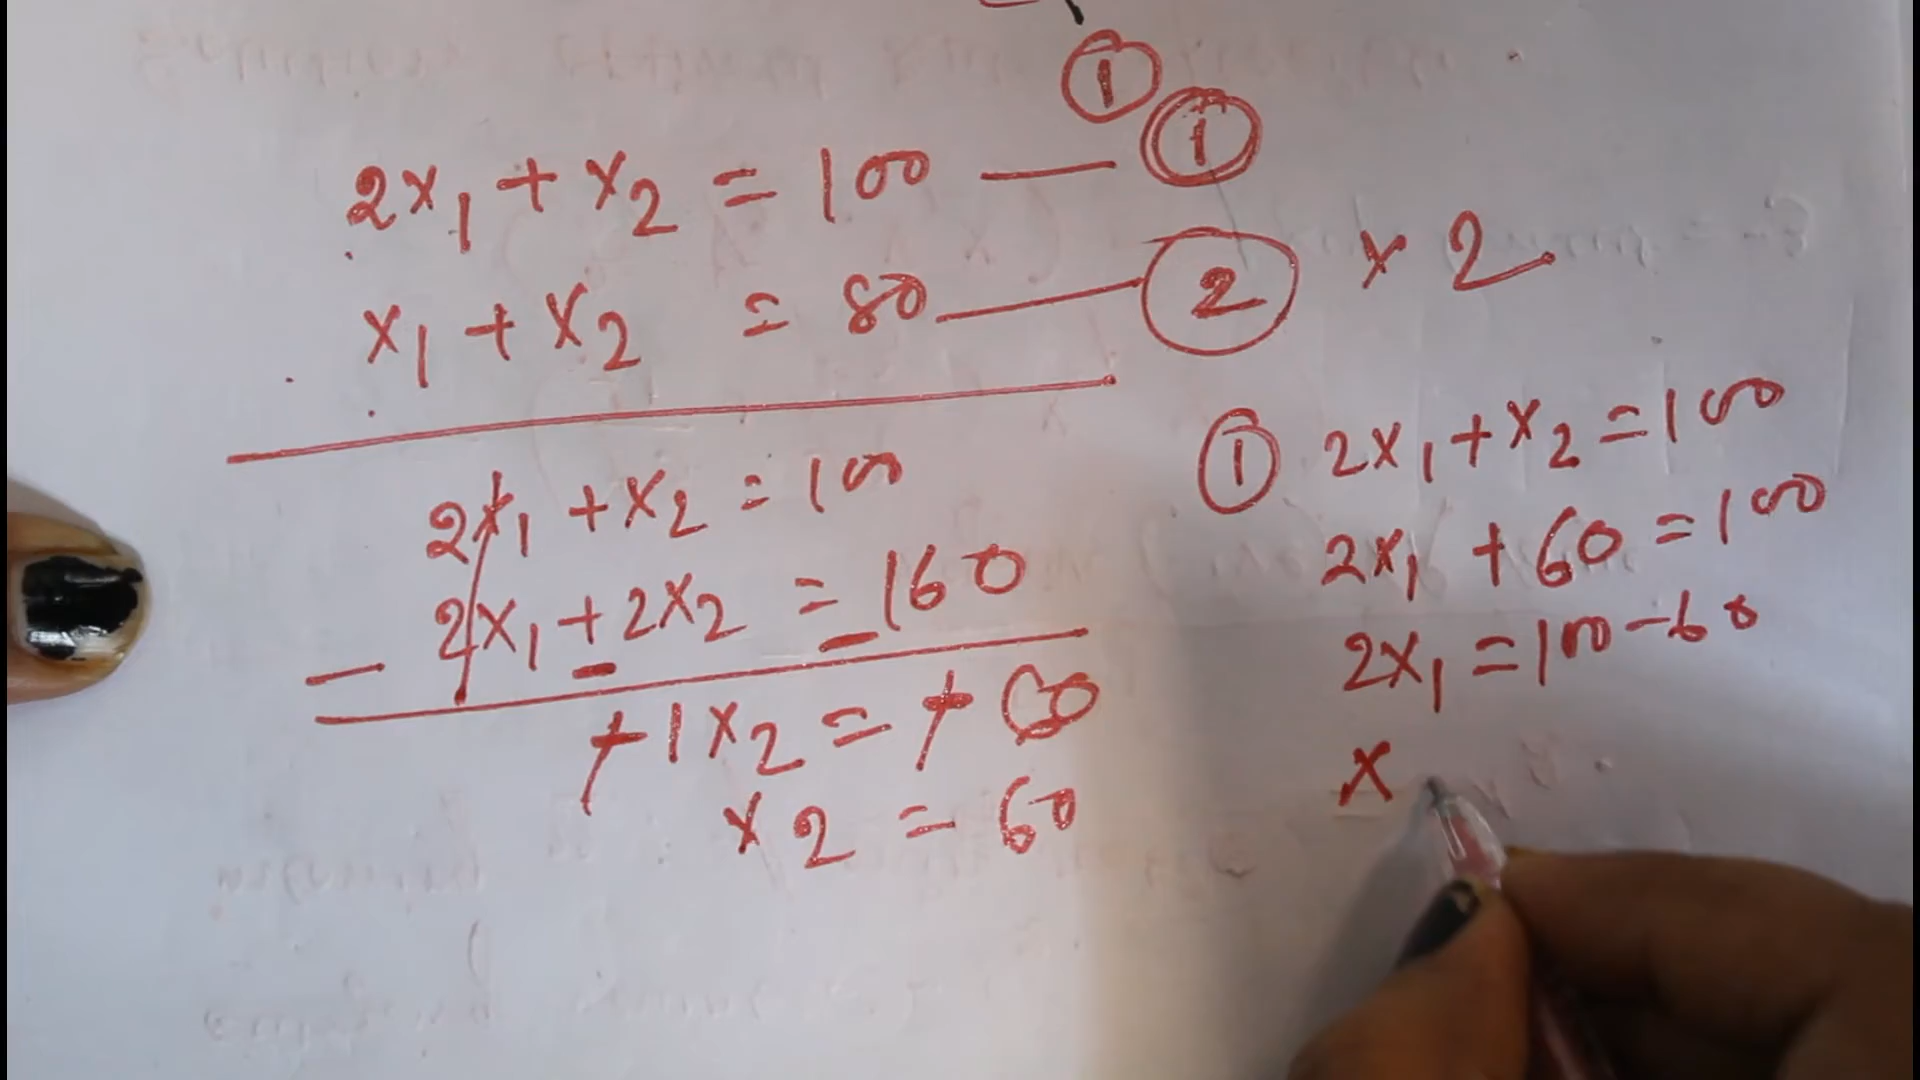 ①
2x₁ + x₂ = 100 — ①
x₁ + x₂ = 80 — ② × 2
2x₁ + x₂ = 100
2x₁ + 2x₂ = 160
+1x₂ = +60
x₂ = 60
① 2x₁ + x₂ = 100
2x₁ + 60 = 100
2x₁ = 100 - 60
x